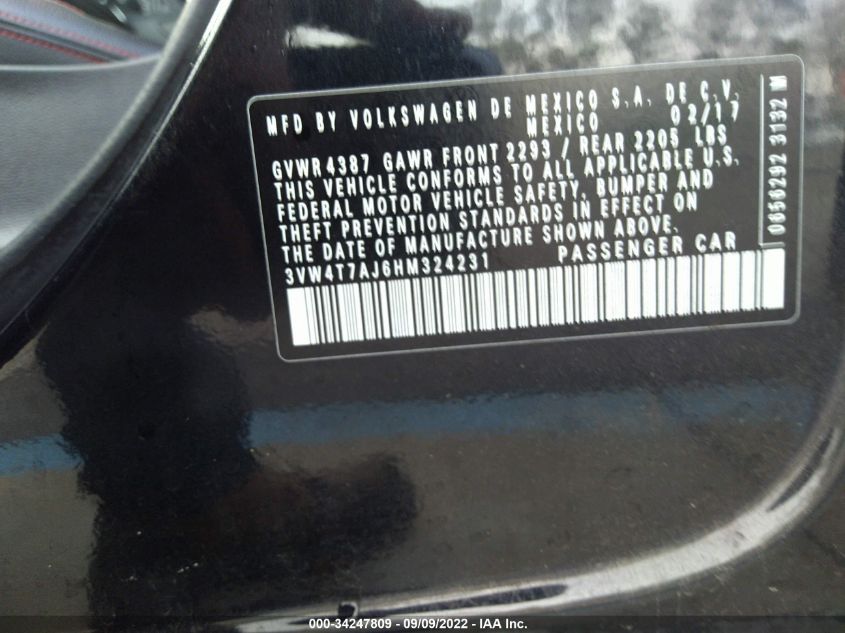 MFD BY VOLKSWAGEN DE MEXICO S.A. DE C.V.
MEXICO 02/17
GVWR 4387 GAWR FRONT 2293 / REAR 2205 LBS
THIS VEHICLE CONFORMS TO ALL APPLICABLE U.S.
FEDERAL MOTOR VEHICLE SAFETY, BUMPER AND
THEFT PREVENTION STANDARDS IN EFFECT ON
THE DATE OF MANUFACTURE SHOWN ABOVE.
3VW4T7AJ6HM324231 PASSENGER CAR
0656292 3132 M
000-34247809 - 09/09/2022 - IAA Inc.